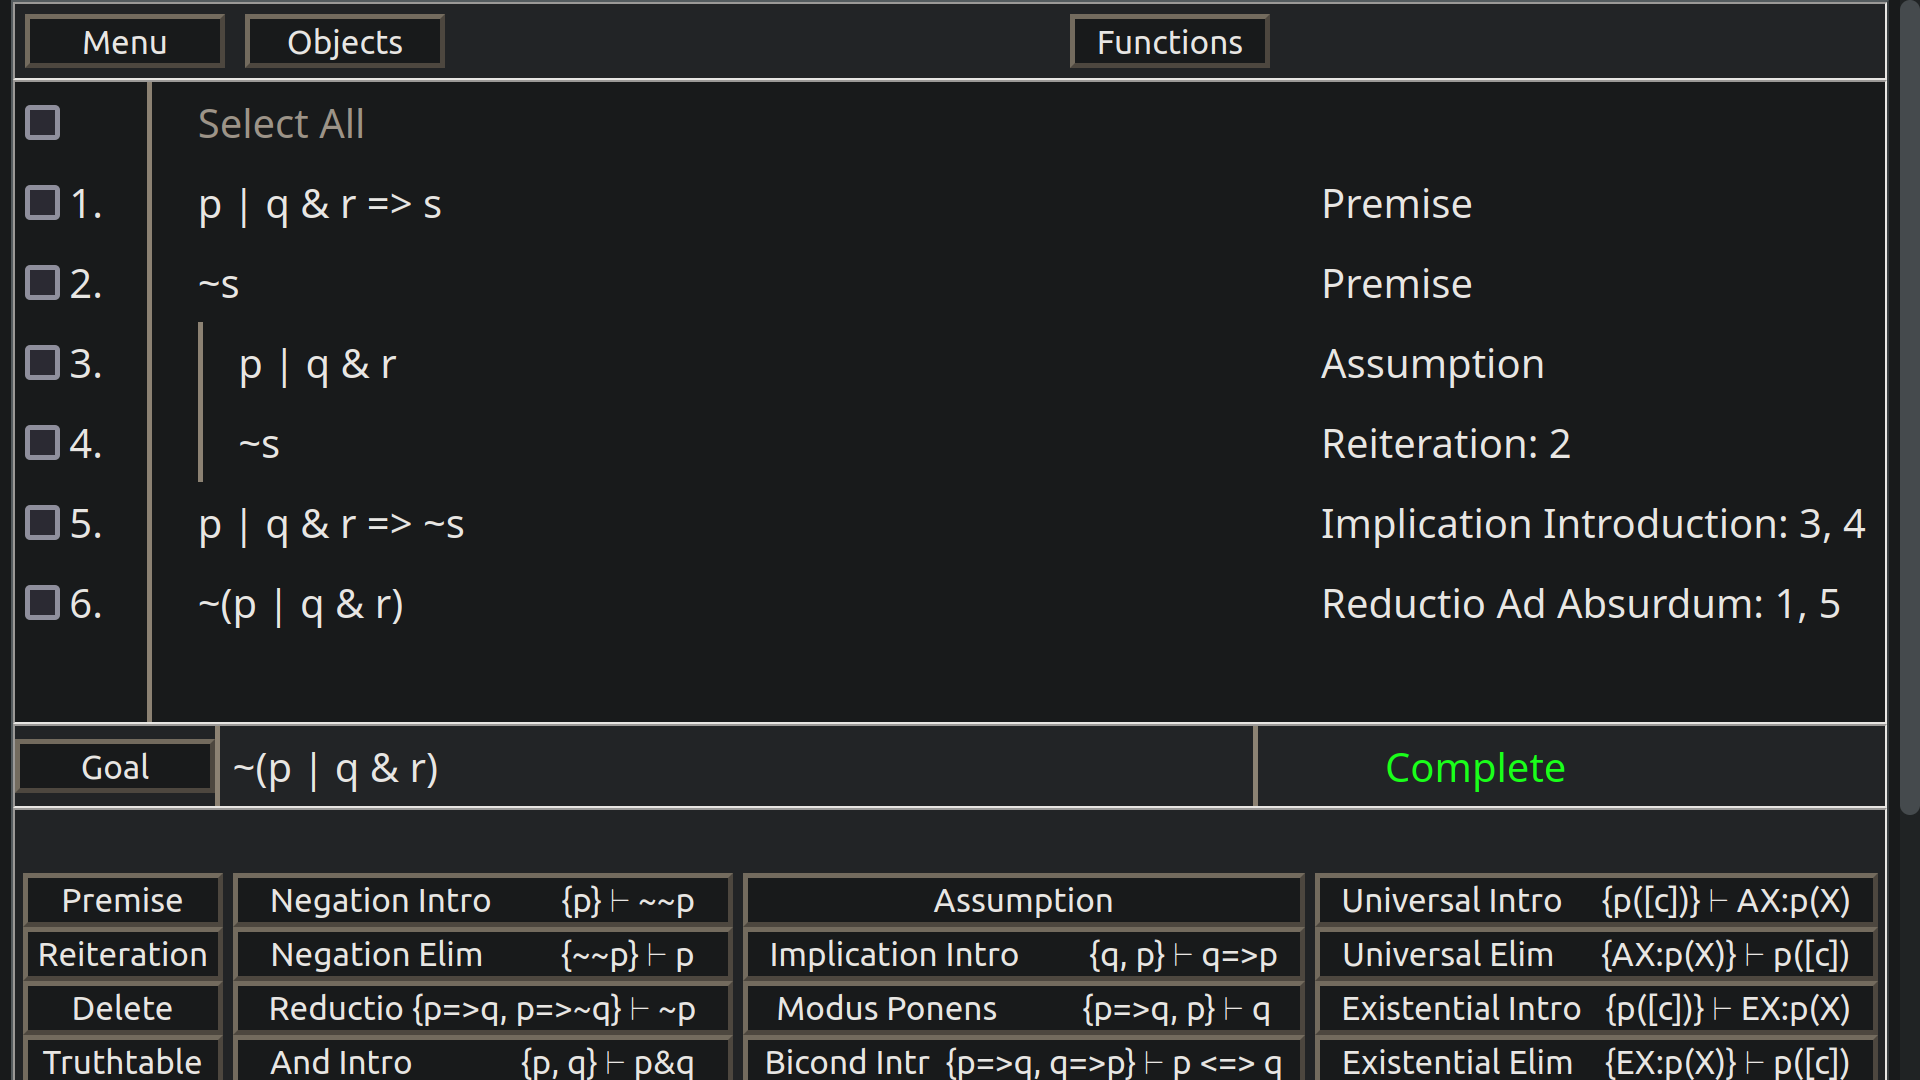 Menu Objects Functions
Select All
1. p | q & r => s Premise
2. ~s Premise
3. p | q & r Assumption
4. ~s Reiteration: 2
5. p | q & r => ~s Implication Introduction: 3, 4
6. ~(p | q & r) Reductio Ad Absurdum: 1, 5
Goal ~(p | q & r) Complete
Premise Negation Intro {p} ⊢ ~~p Assumption Universal Intro {p([c])} ⊢ AX:p(X)
Reiteration Negation Elim {~~p} ⊢ p Implication Intro {q, p} ⊢ q=>p Universal Elim {AX:p(X)} ⊢ p([c])
Delete Reductio {p=>q, p=>~q} ⊢ ~p Modus Ponens {p=>q, p} ⊢ q Existential Intro {p([c])} ⊢ EX:p(X)
Truthtable And Intro {p, q} ⊢ p&q Bicond Intr {p=>q, q=>p} ⊢ p <=> q Existential Elim {EX:p(X)} ⊢ p([c])